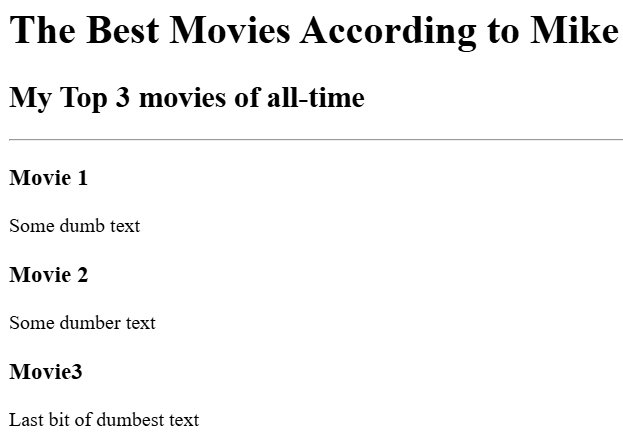 The Best Movies According to Mike
My Top 3 movies of all-time
Movie 1
Some dumb text
Movie 2
Some dumber text
Movie3
Last bit of dumbest text